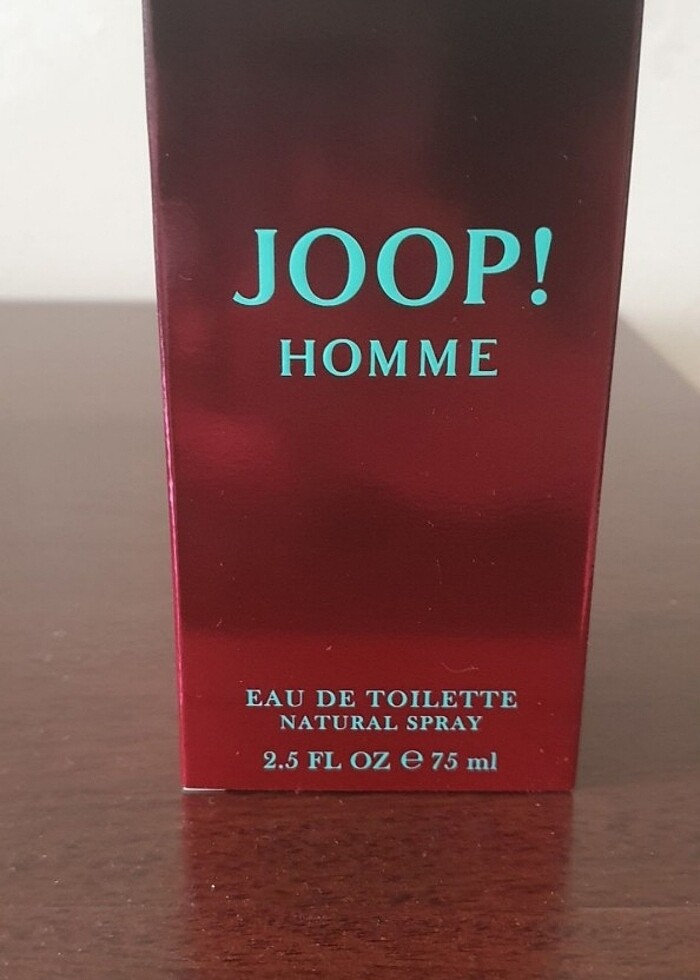 JOOP!
HOMME
EAU DE TOILETTE
NATURAL SPRAY
2.5 FL OZ ℮ 75 ml